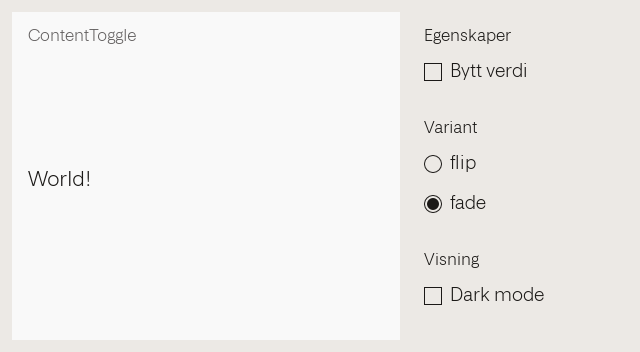 ContentToggle
World!
Egenskaper
Bytt verdi
Variant
flip
fade
Visning
Dark mode